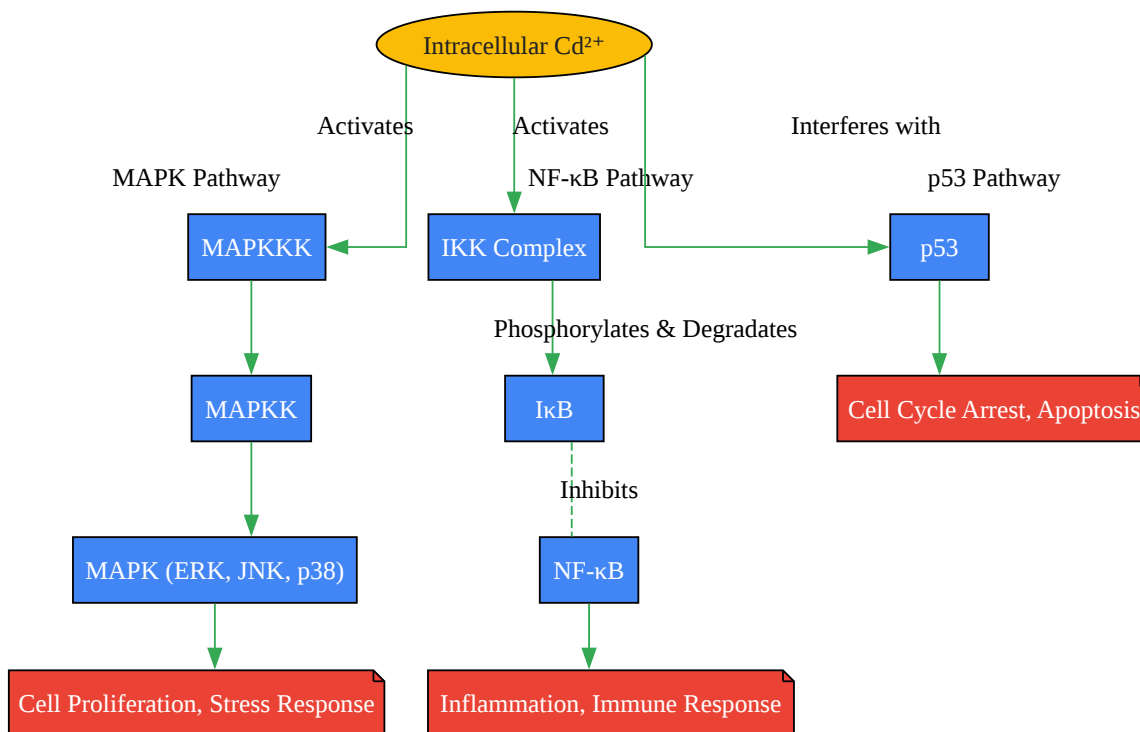 Intracellular Cd²⁺
Activates
Activates
Interferes with
MAPK Pathway
NF-κB Pathway
p53 Pathway
MAPKKK
IKK Complex
p53
Phosphorylates & Degradates
MAPKK
IκB
Cell Cycle Arrest, Apoptosis
Inhibits
MAPK (ERK, JNK, p38)
NF-κB
Cell Proliferation, Stress Response
Inflammation, Immune Response